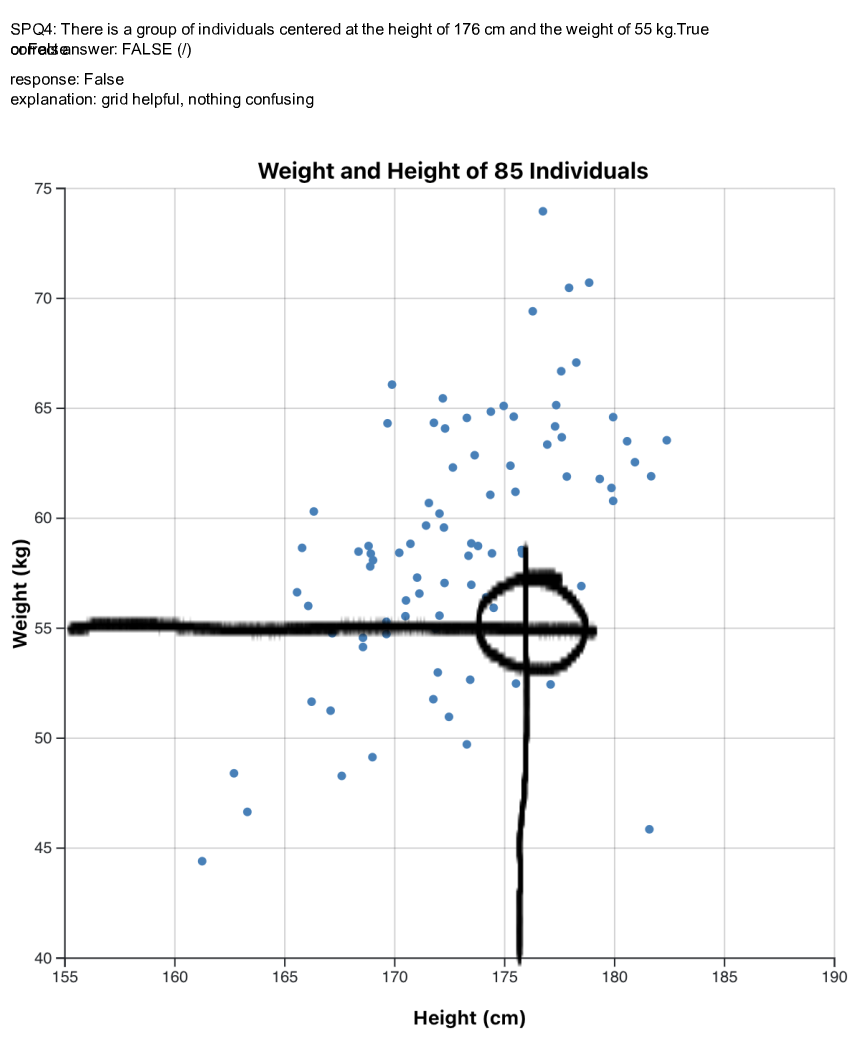 SPQ4: There is a group of individuals centered at the height of 176 cm and the weight of 55 kg.True
or False
correct answer: FALSE (/)
response: False
explanation: grid helpful, nothing confusing
Weight and Height of 85 Individuals
75
70
65
60
55
50
45
40
Weight (kg)
155 160 165 170 175 180 185 190
Height (cm)